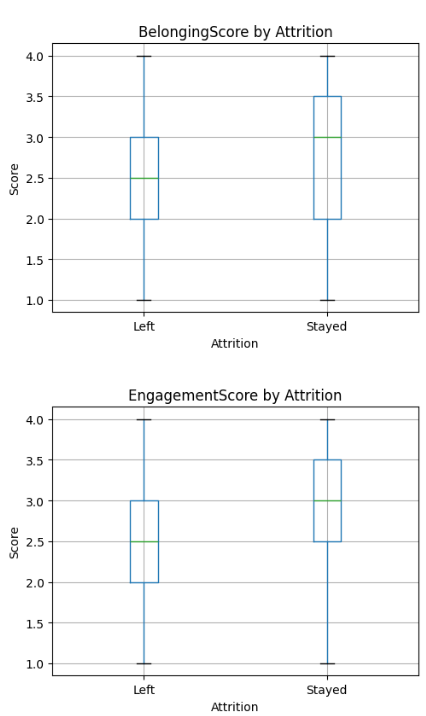 BelongingScore by Attrition
4.0
3.5
3.0
2.5
2.0
1.5
1.0
Score
Left Stayed
Attrition
EngagementScore by Attrition
4.0
3.5
3.0
2.5
2.0
1.5
1.0
Score
Left Stayed
Attrition